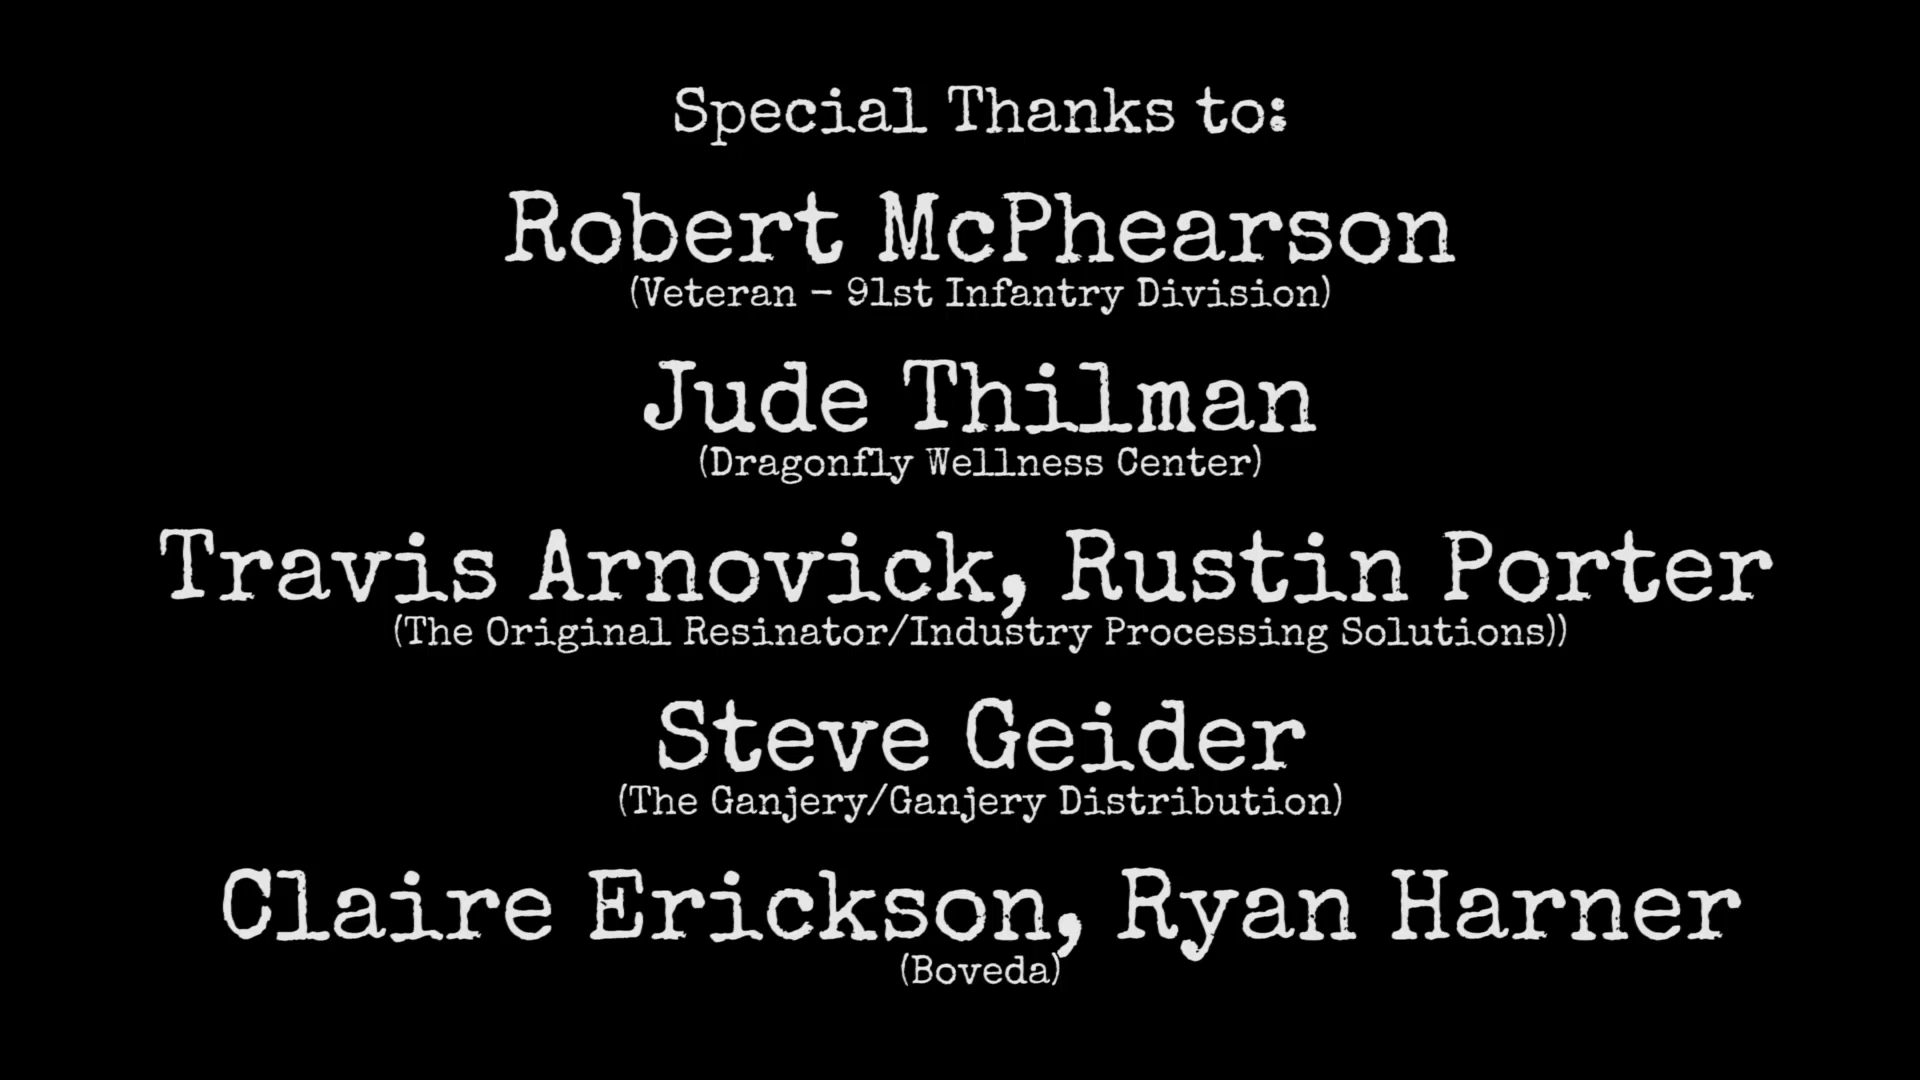 Special Thanks to:
Robert McPhearson
(Veteran - 91st Infantry Division)
Jude Thilman
(Dragonfly Wellness Center)
Travis Arnovick, Rustin Porter
(The Original Resinator/Industry Processing Solutions))
Steve Geider
(The Ganjery/Ganjery Distribution)
Claire Erickson, Ryan Harner
(Boveda)